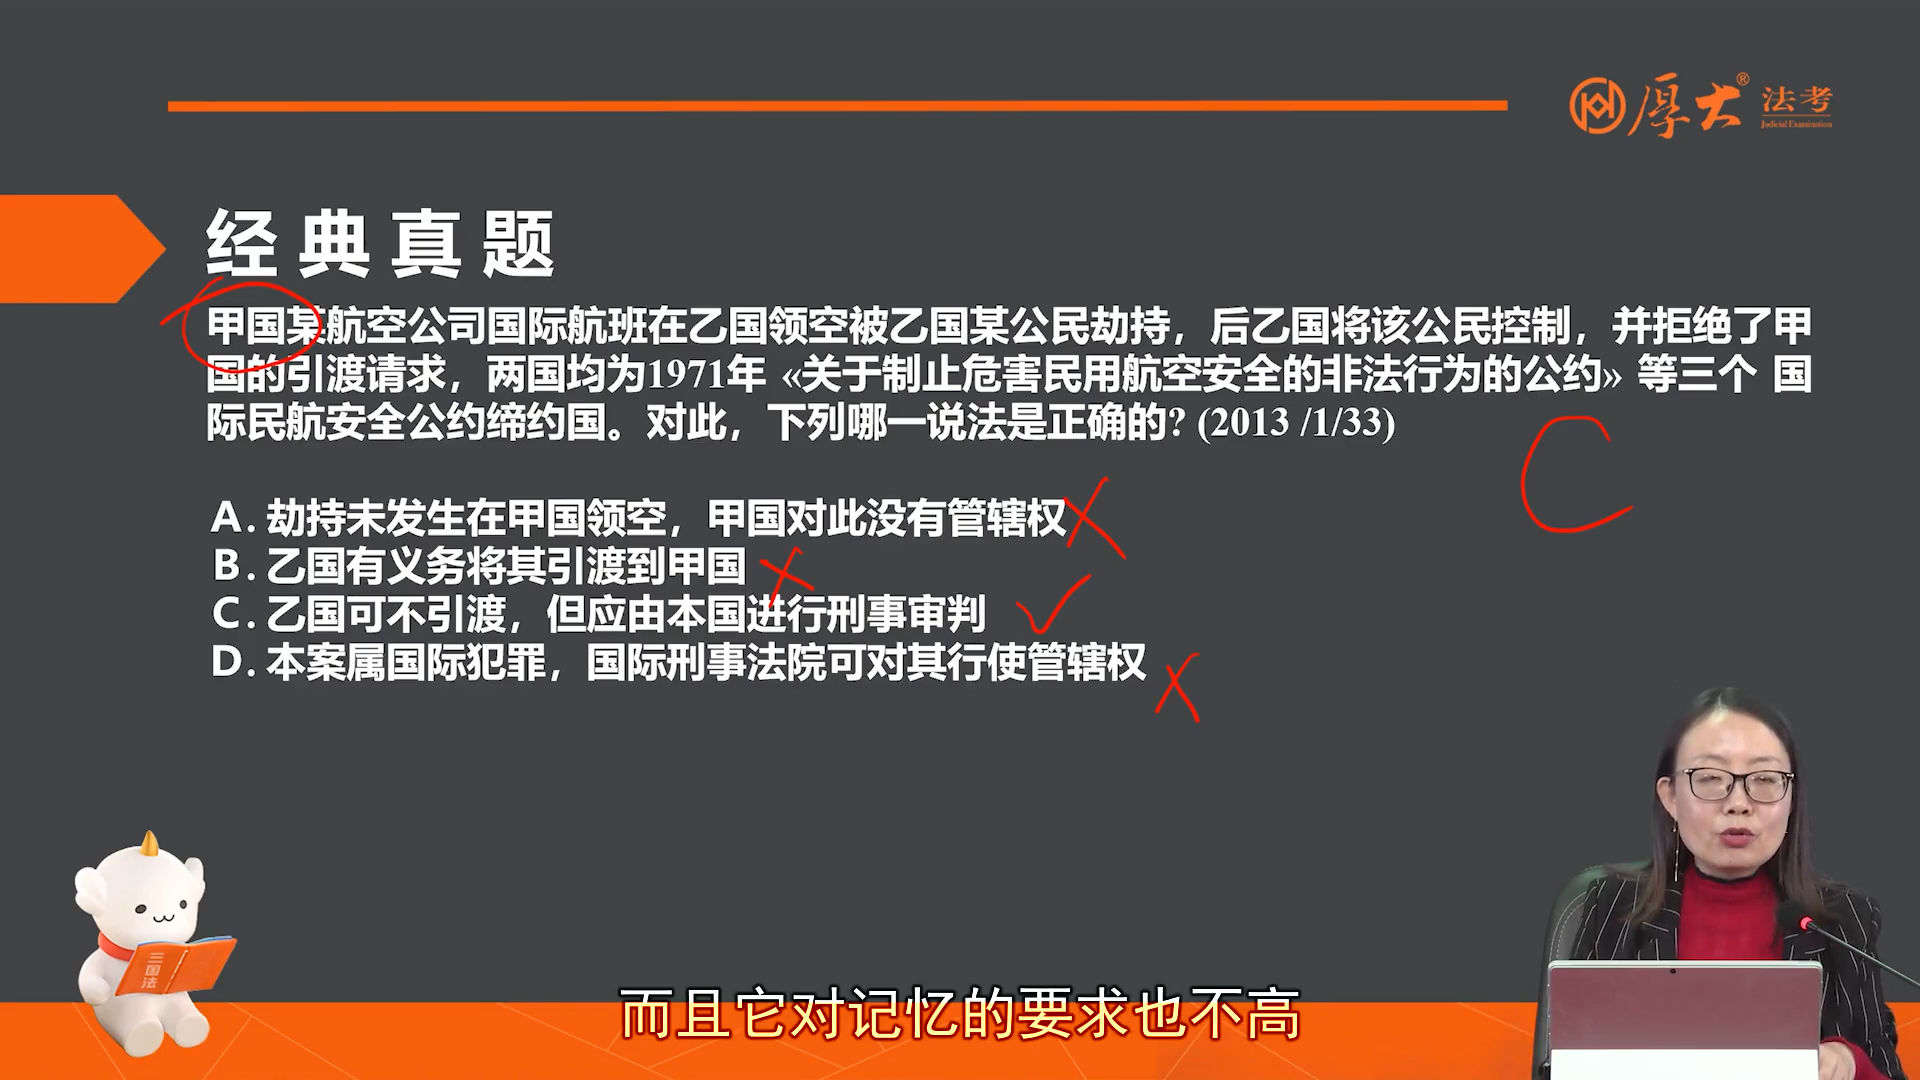 厚大® 法考
Judicial Examination
经典真题
甲国某航空公司国际航班在乙国领空被乙国某公民劫持，后乙国将该公民控制，并拒绝了甲
国的引渡请求，两国均为1971年 «关于制止危害民用航空安全的非法行为的公约» 等三个 国
际民航安全公约缔约国。对此，下列哪一说法是正确的? (2013 /1/33)
C
A. 劫持未发生在甲国领空，甲国对此没有管辖权
B. 乙国有义务将其引渡到甲国
C. 乙国可不引渡，但应由本国进行刑事审判
D. 本案属国际犯罪，国际刑事法院可对其行使管辖权
三国法
而且它对记忆的要求也不高